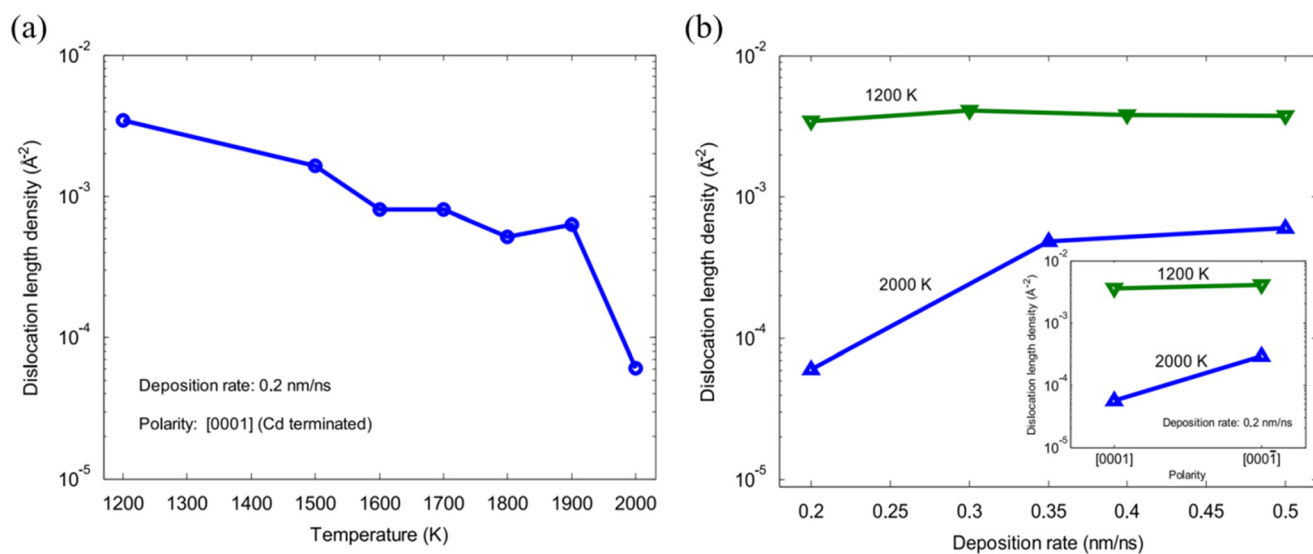 (a)
10⁻²
10⁻³
10⁻⁴
10⁻⁵
Dislocation length density (Å⁻²)
Deposition rate: 0.2 nm/ns
Polarity: [0001] (Cd terminated)
1200 1300 1400 1500 1600 1700 1800 1900 2000
Temperature (K)
(b)
10⁻²
10⁻³
10⁻⁴
10⁻⁵
Dislocation length density (Å⁻²)
1200 K
2000 K
0.2 0.25 0.3 0.35 0.4 0.45 0.5
Deposition rate (nm/ns)
10⁻²
10⁻³
10⁻⁴
10⁻⁵
Dislocation length density (Å⁻²)
1200 K
2000 K
Deposition rate: 0.2 nm/ns
[0001] [0001̅]
Polarity